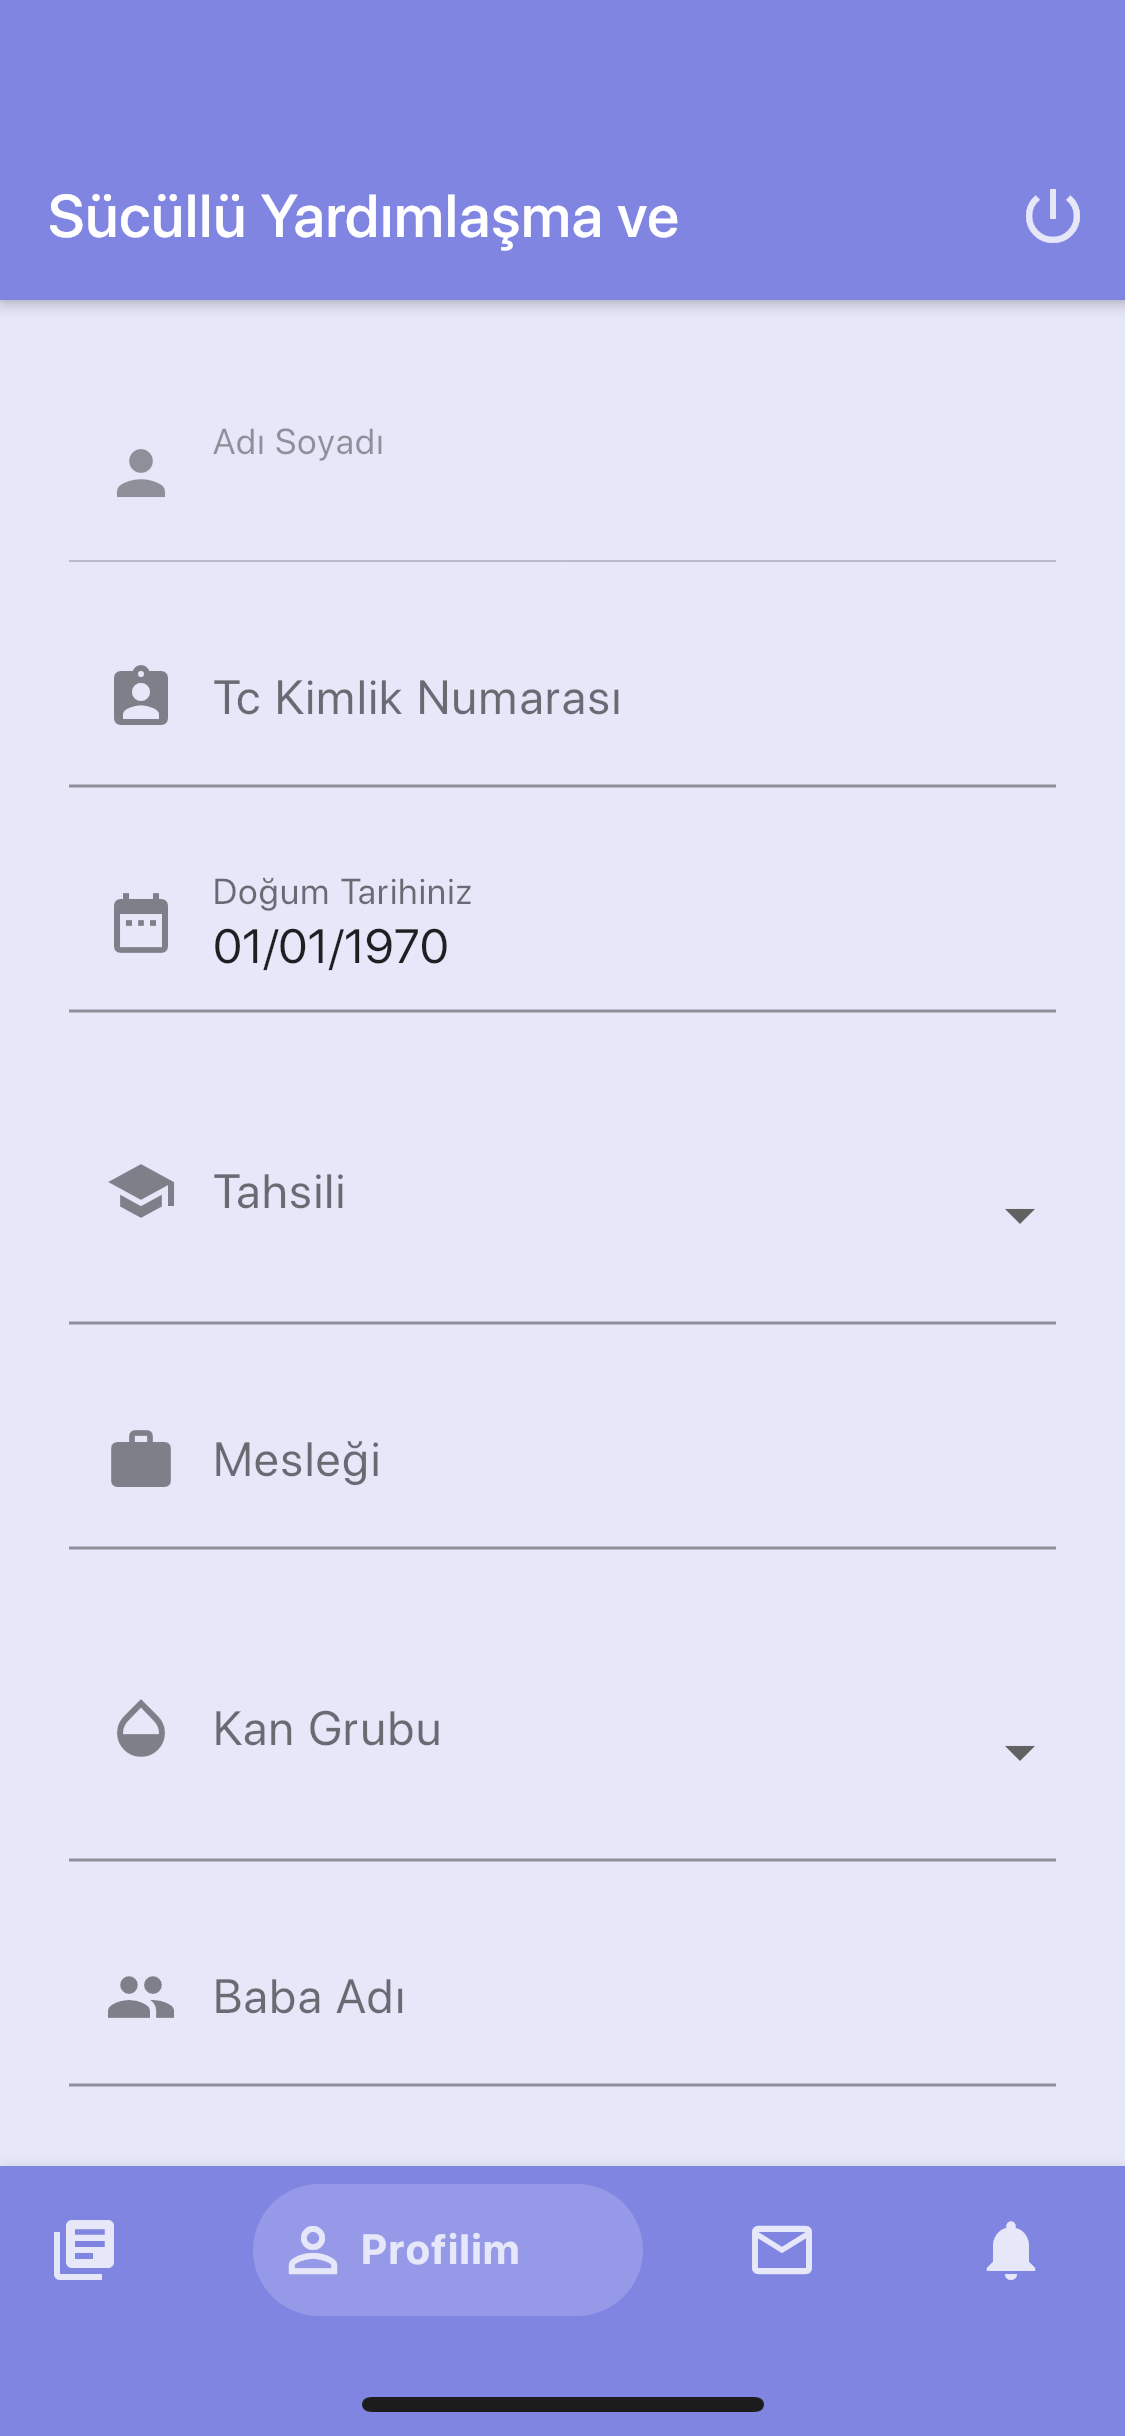 Sücüllü Yardımlaşma ve
Adı Soyadı
Tc Kimlik Numarası
Doğum Tarihiniz
01/01/1970
Tahsili
Mesleği
Kan Grubu
Baba Adı
Profilim